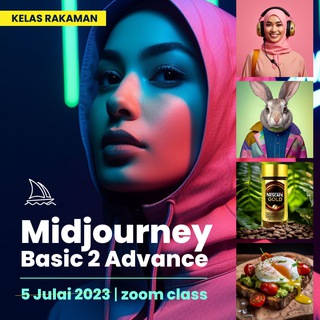 KELAS RAKAMAN
Midjourney
Basic 2 Advance
5 Julai 2023 | zoom class
NESCAFÉ
GOLD